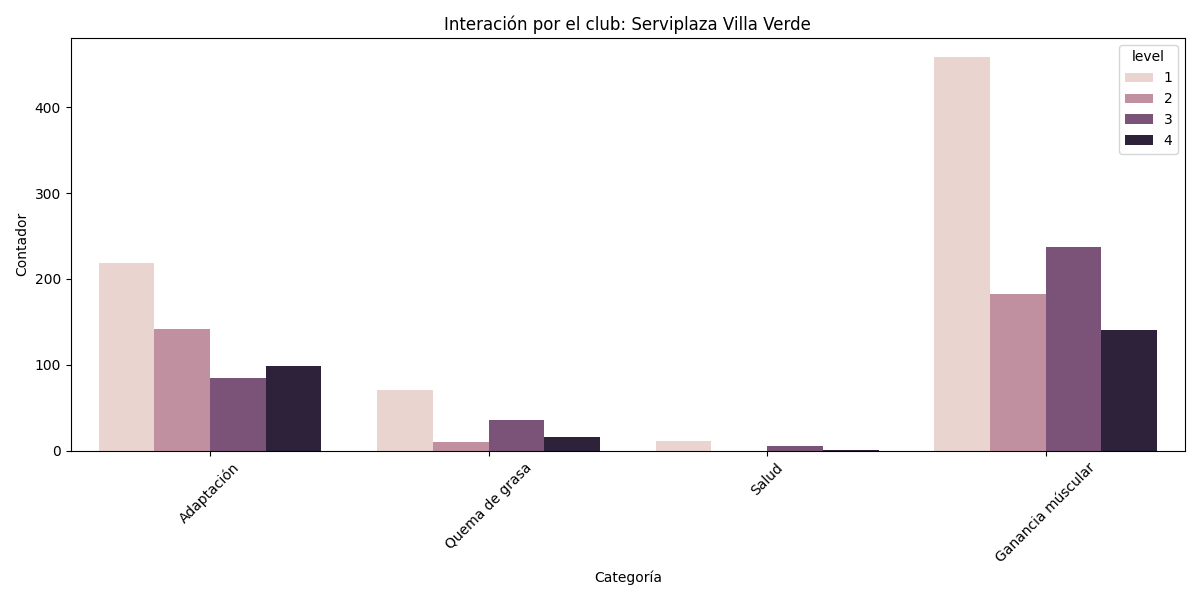 Interación por el club: Serviplaza Villa Verde
level
1
2
3
4
Contador
400
300
200
100
0
Adaptación
Quema de grasa
Salud
Ganancia múscular
Categoría